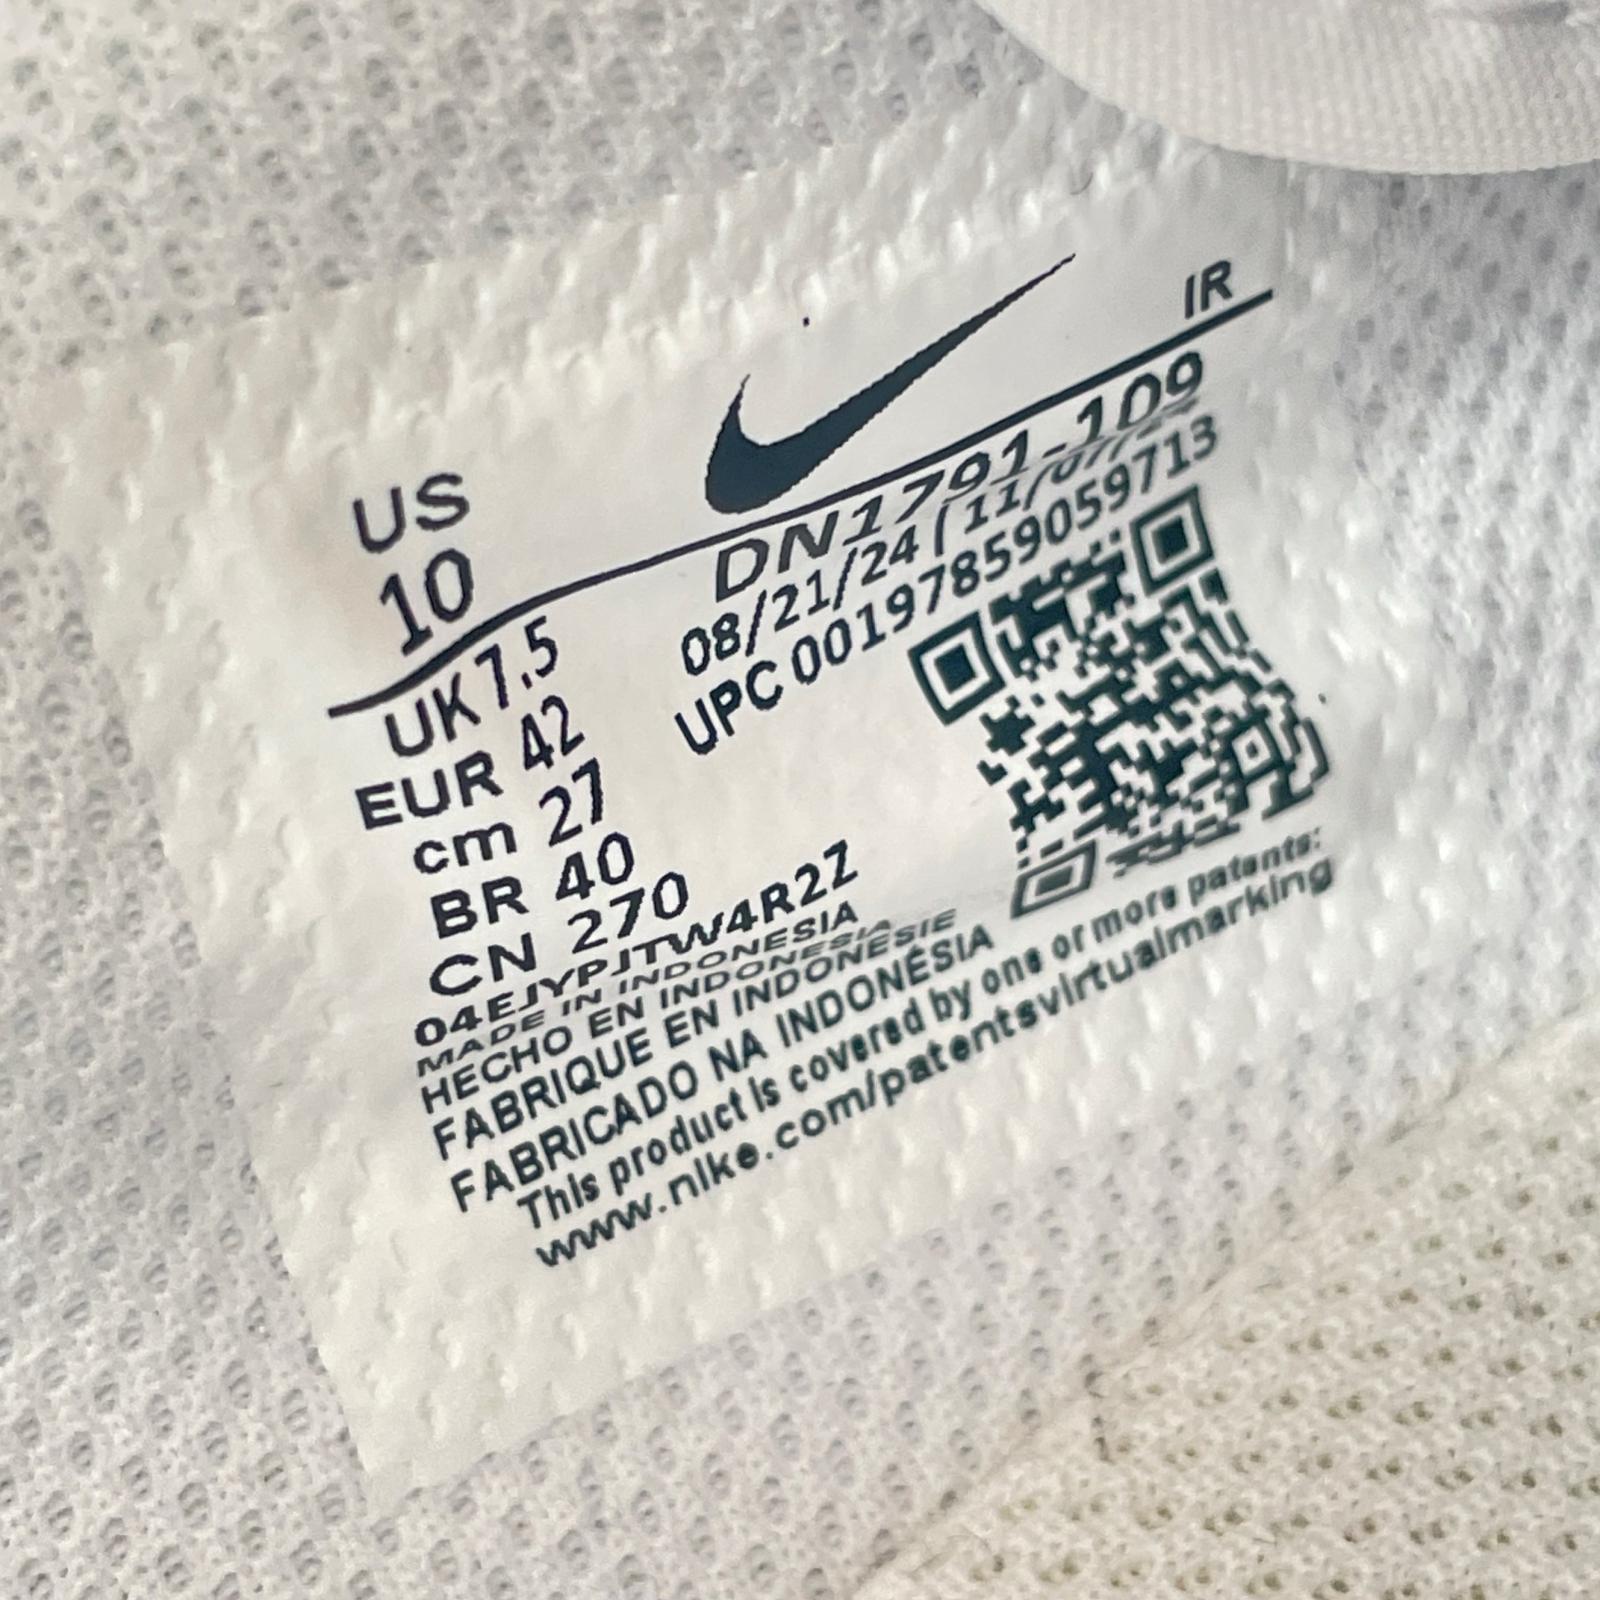 IR
US
10
UK 7.5
EUR 42
cm 27
BR 40
CN 270
DN1791-109
08/21/24 (11/07/24
UPC 00197859059713
04EJYPJTW4R2Z
MADE IN INDONESIA
HECHO EN INDONESIA
FABRIQUE EN INDONÉSIE
FABRICADO NA INDONÉSIA
This product is covered by one or more patents:
www.nike.com/patentsvirtualmarking